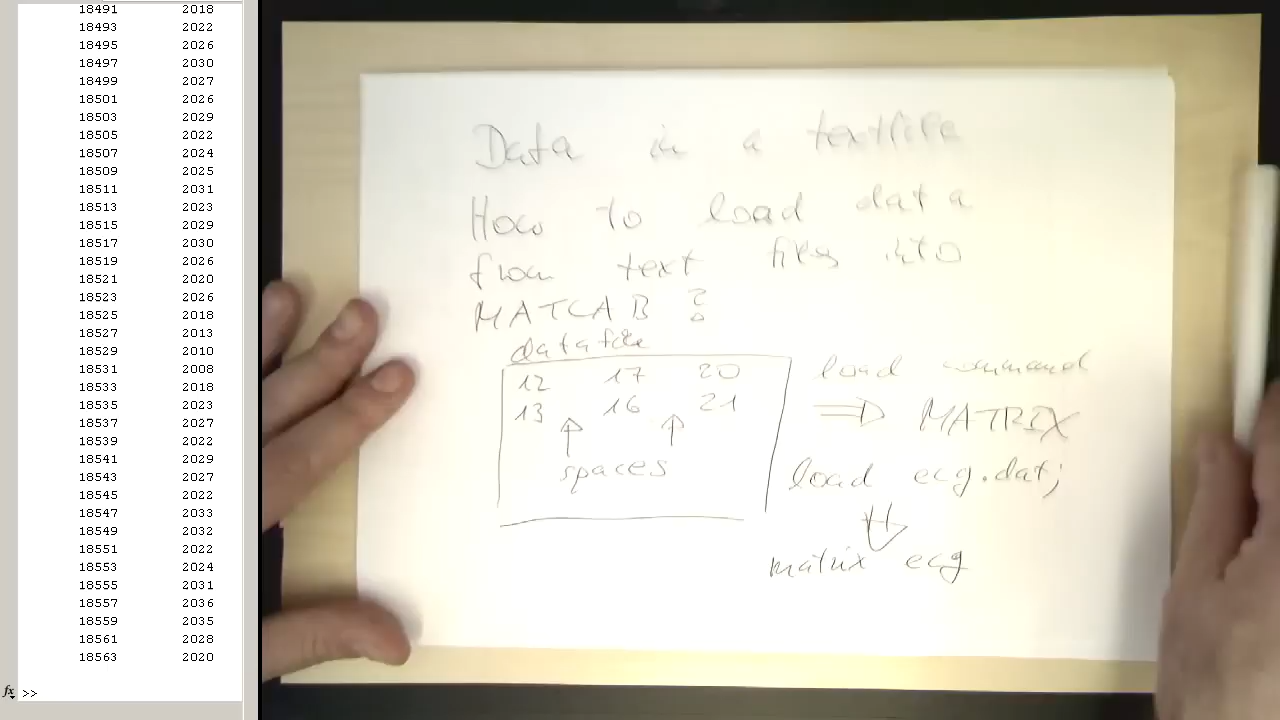 18491 2018
18493 2022
18495 2026
18497 2030
18499 2027
18501 2026
18503 2029
18505 2022
18507 2024
18509 2025
18511 2031
18513 2023
18515 2029
18517 2030
18519 2026
18521 2020
18523 2026
18525 2018
18527 2013
18529 2010
18531 2008
18533 2018
18535 2023
18537 2027
18539 2022
18541 2029
18543 2027
18545 2022
18547 2033
18549 2032
18551 2022
18553 2024
18555 2031
18557 2036
18559 2035
18561 2028
18563 2020
fx >>
Data in a textfile
How to load data
from text files into
MATLAB ?
datafile
12 17 20
13 16 21
spaces
load command
⇒ MATRIX
load ecg.dat;
matrix ecg